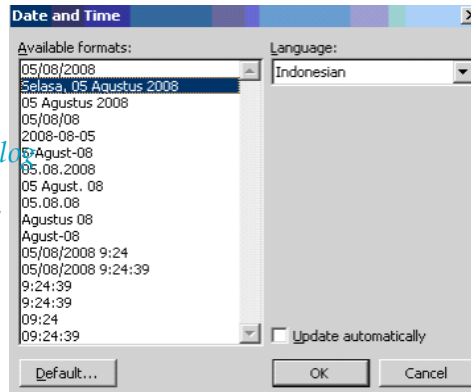 Date and Time
Available formats:
Language:
05/08/2008
Selasa, 05 Agustus 2008
05 Agustus 2008
05/08/08
2008-08-05
5-Agust-08
05.08.2008
05 Agust. 08
05.08.08
Agustus 08
Agust-08
05/08/2008 9:24
05/08/2008 9:24:39
9:24:39
9:24:39
09:24
09:24:39
Indonesian
log
Update automatically
Default...
OK
Cancel